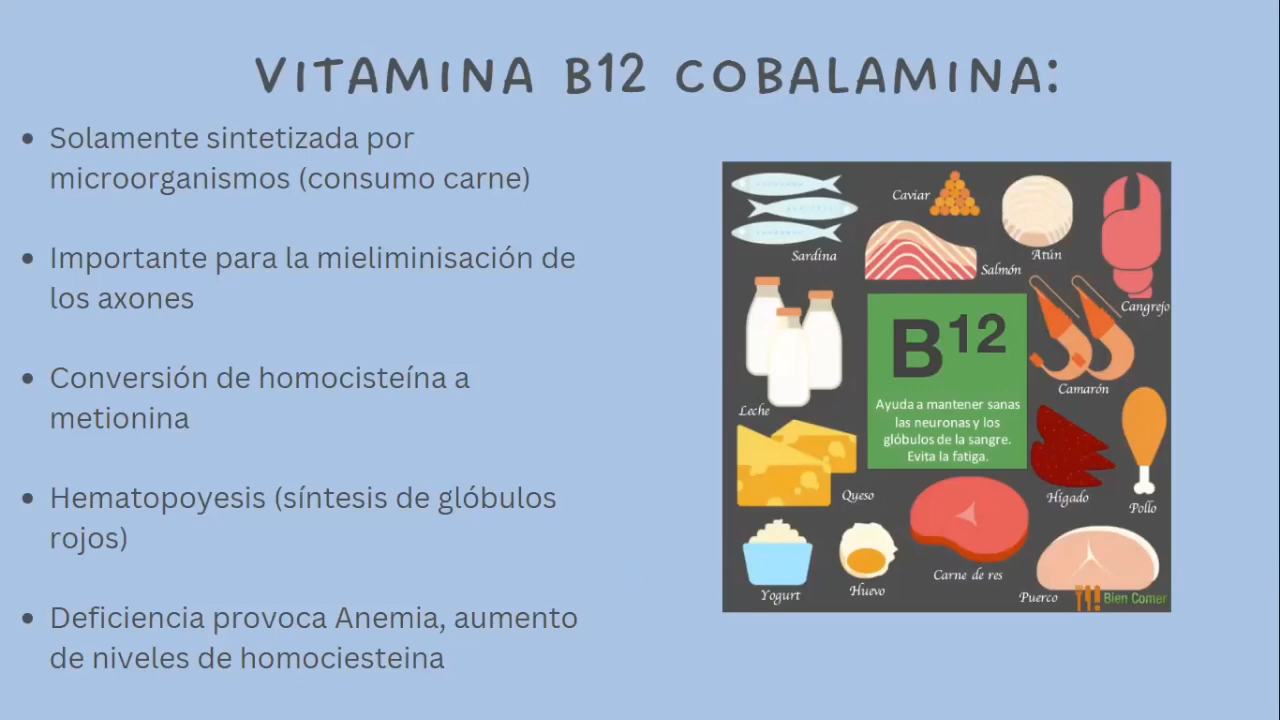 VITAMINA B12 COBALAMINA:
• Solamente sintetizada por
microorganismos (consumo carne)
• Importante para la mieliminisación de
los axones
• Conversión de homocisteína a
metionina
• Hematopoyesis (síntesis de glóbulos
rojos)
• Deficiencia provoca Anemia, aumento
de niveles de homociesteina
Sardina
Caviar
Salmón
Atún
Cangrejo
Leche
B12
Ayuda a mantener sanas
las neuronas y los
glóbulos de la sangre.
Evita la fatiga.
Camarón
Queso
Hígado
Pollo
Yogurt
Huevo
Carne de res
Puerco
Bien Comer